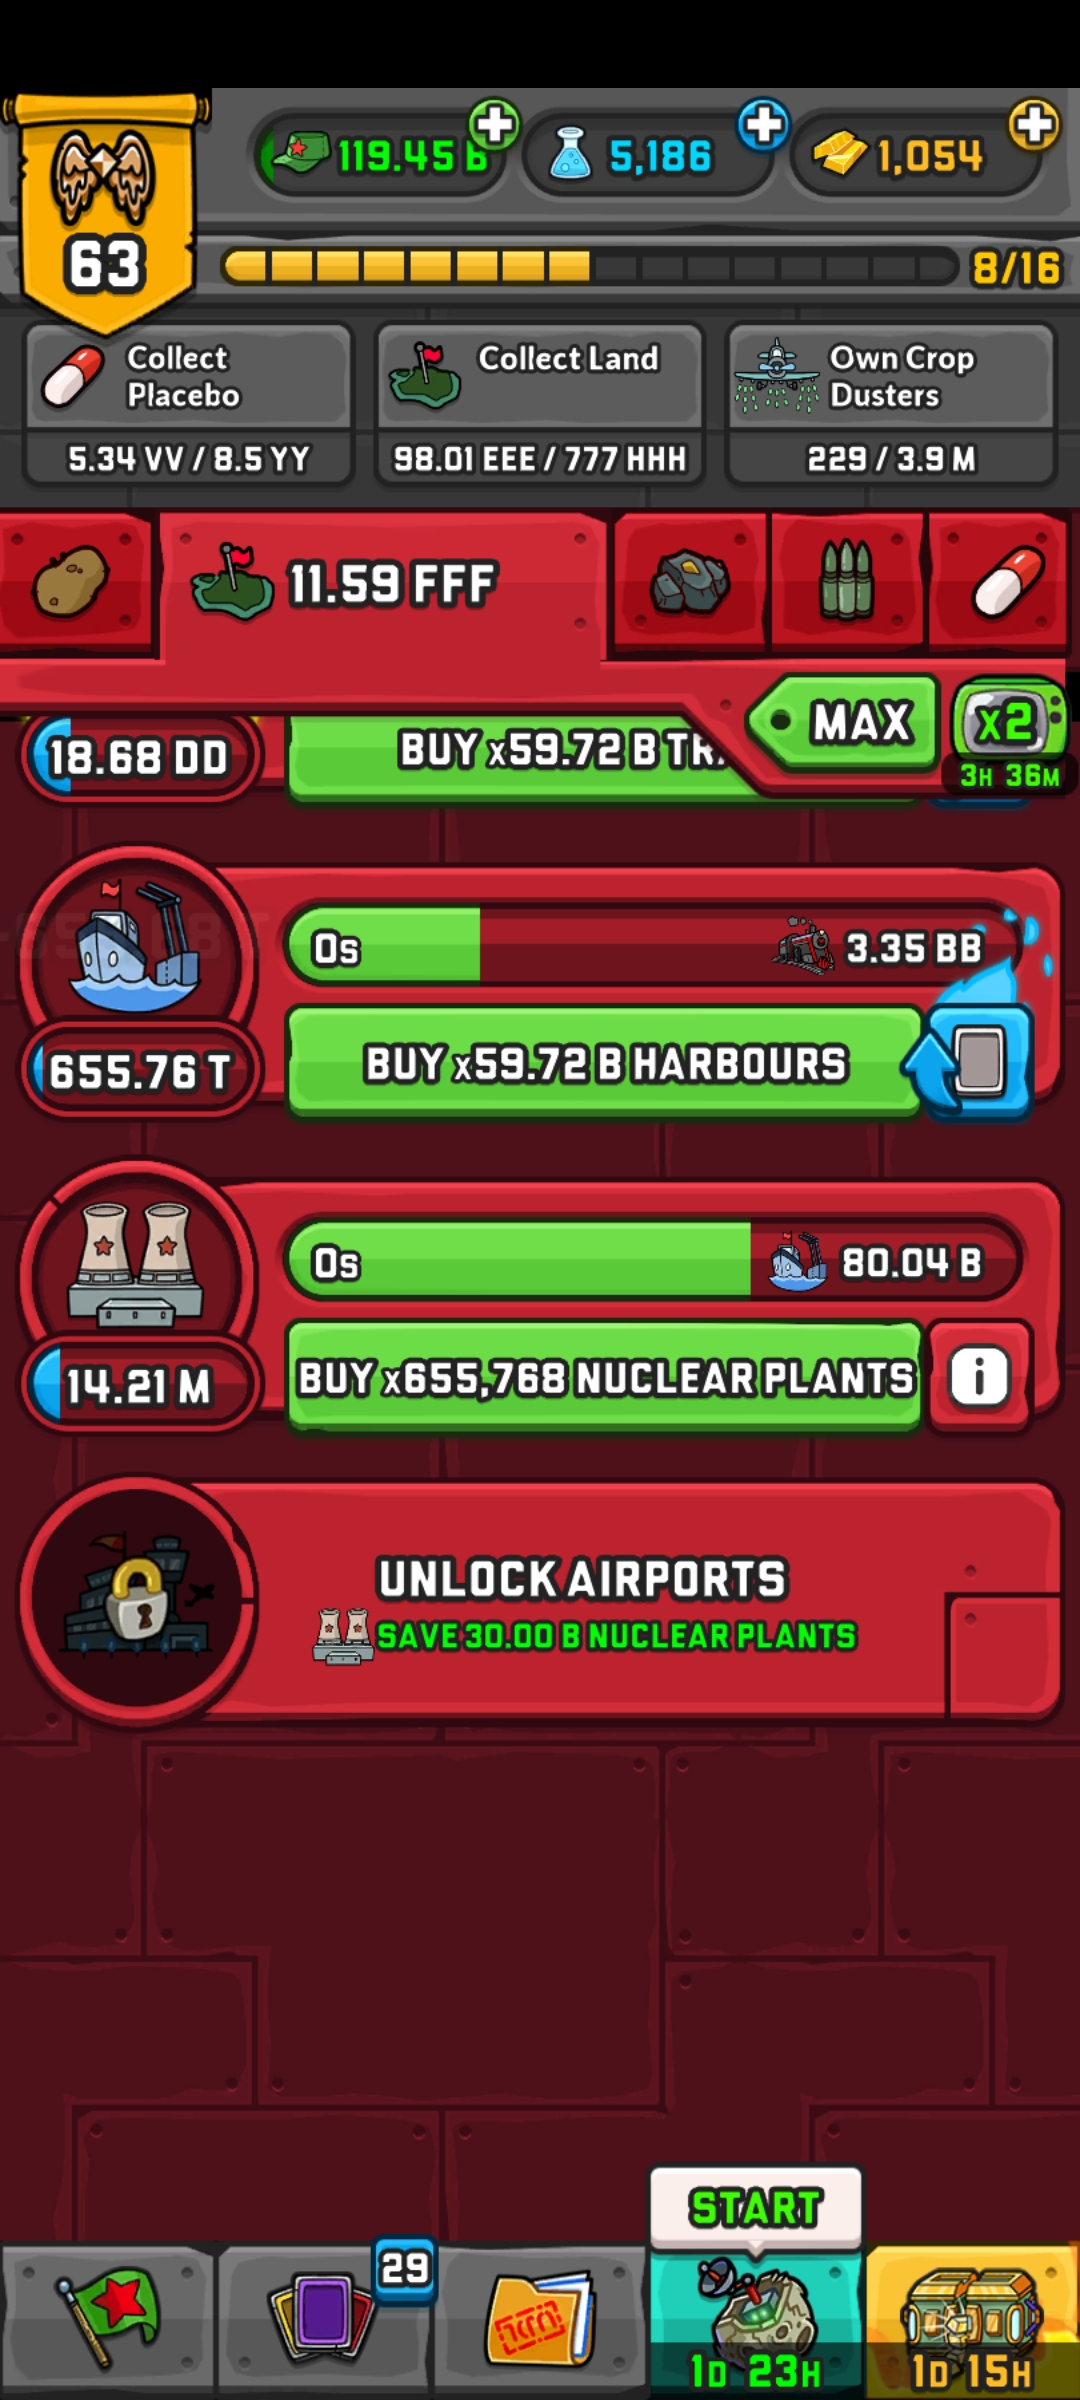 119.45 B
5,186
1,054
63
8/16
Collect
Placebo
5.34 VV / 8.5 YY
Collect Land
98.01 EEE / 777 HHH
Own Crop
Dusters
229 / 3.9 M
11.59 FFF
MAX
x2
3H 36M
18.68 DD
BUY x59.72 B
0s
3.35 BB
655.76 T
BUY x59.72 B HARBOURS
0s
80.04 B
14.21 M
BUY x655,768 NUCLEAR PLANTS
i
UNLOCK AIRPORTS
SAVE 30.00 B NUCLEAR PLANTS
START
29
1D 23H
1D 15H